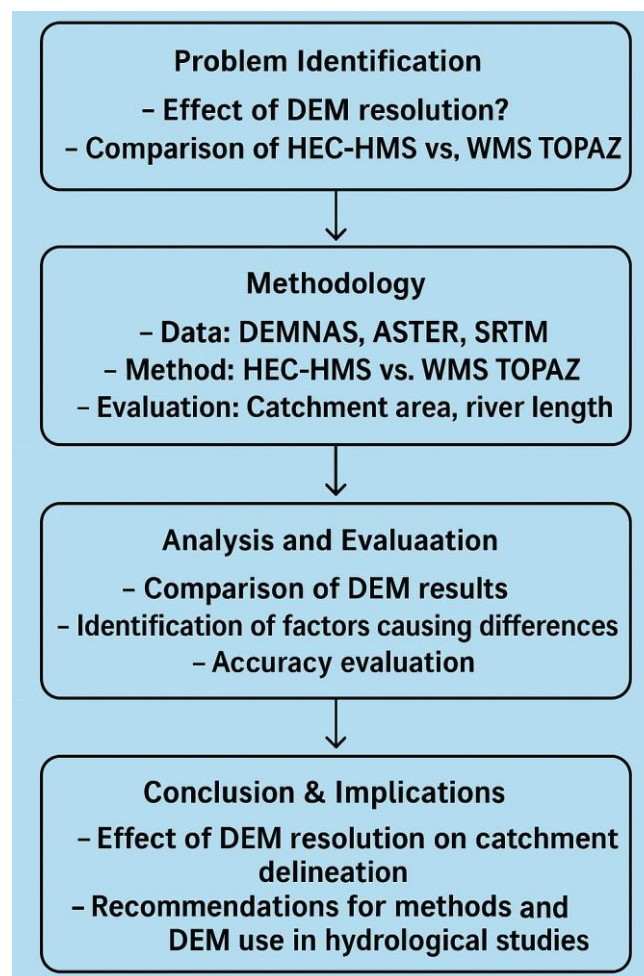 Problem Identification
– Effect of DEM resolution?
– Comparison of HEC-HMS vs, WMS TOPAZ
Methodology
– Data: DEMNAS, ASTER, SRTM
– Method: HEC-HMS vs. WMS TOPAZ
– Evaluation: Catchment area, river length
Analysis and Evaluaation
– Comparison of DEM results
– Identification of factors causing differences
– Accuracy evaluation
Conclusion & Implications
– Effect of DEM resolution on catchment
delineation
– Recommendations for methods and
DEM use in hydrological studies